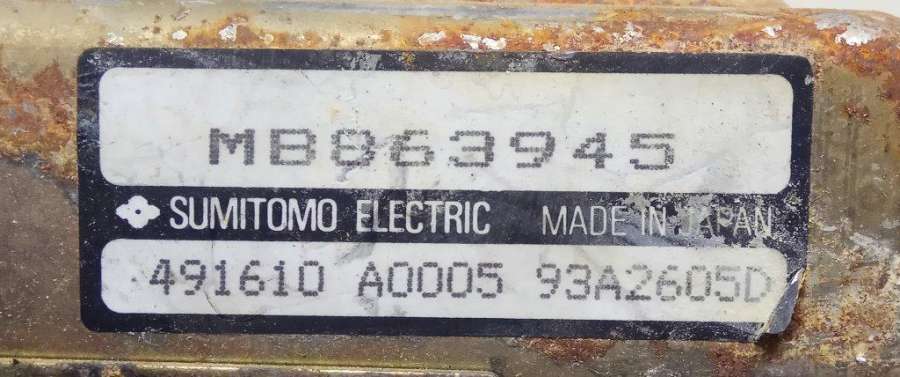 MB863945
SUMITOMO ELECTRIC MADE IN JAPAN
491610 A0005 93A2605D